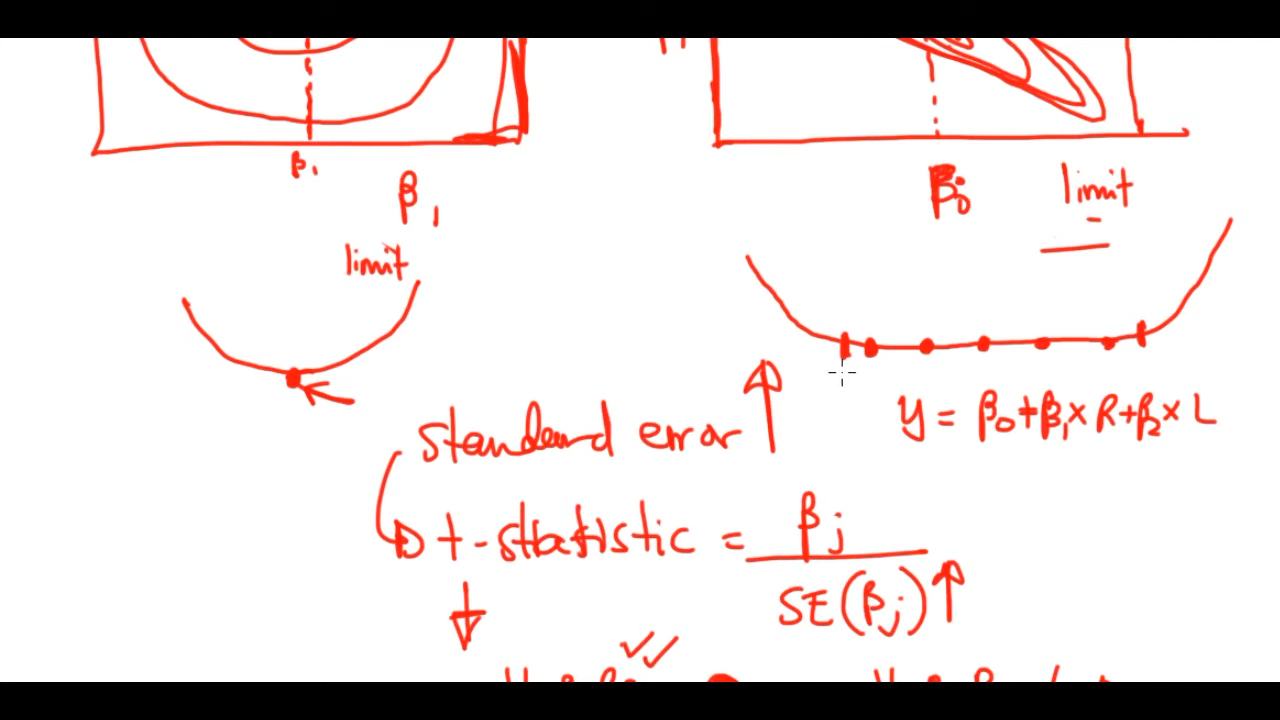 β₁
β₁
limit
β₀
limit
y = β₀ + β₁ × R + β₂ × L
standard error ↑
t-statistic = βj / SE(βj) ↑
↓
✓✓